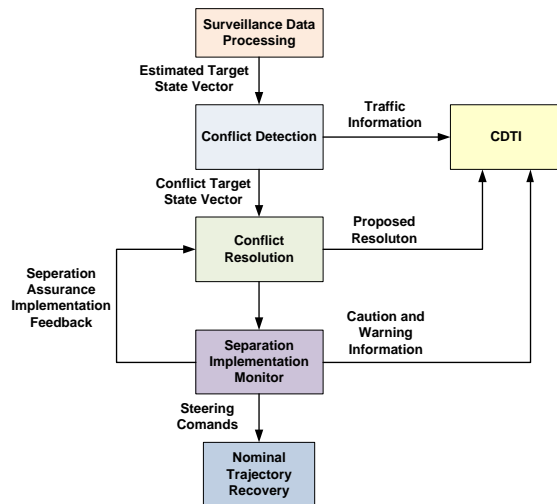 Surveillance Data
Processing
Estimated Target
State Vector
Traffic
Information
Conflict Detection
CDTI
Conflict Target
State Vector
Proposed
Resoluton
Conflict
Resolution
Seperation
Assurance
Implementation
Feedback
Caution and
Warning
Information
Separation
Implementation
Monitor
Steering
Comands
Nominal
Trajectory
Recovery